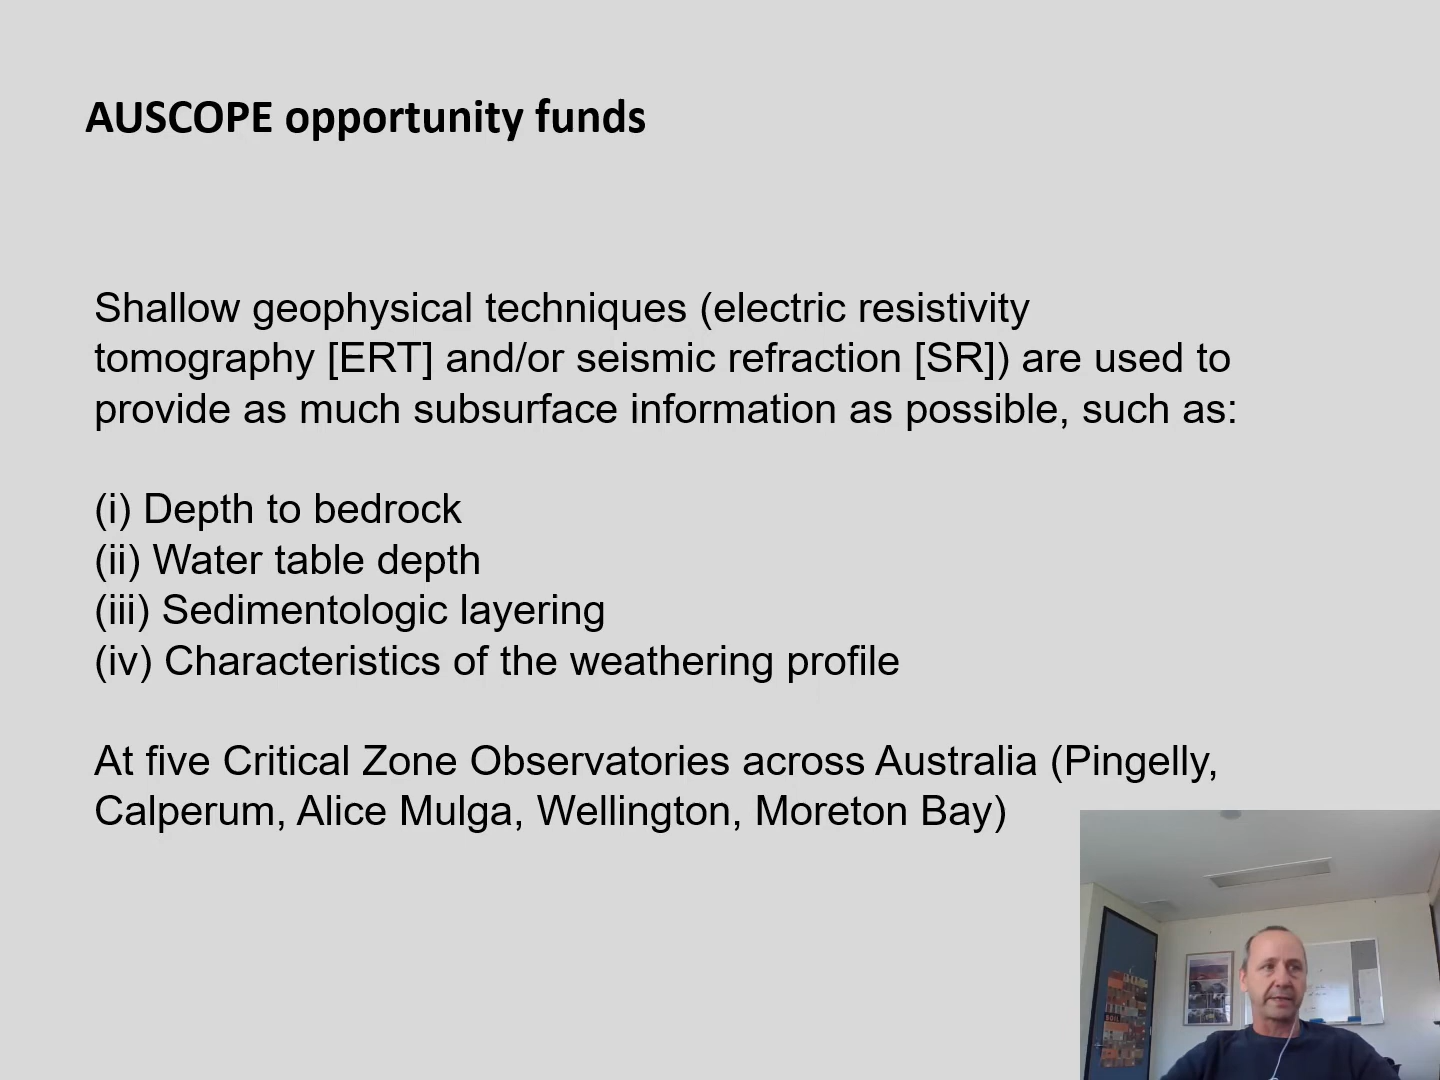 AUSCOPE opportunity funds
Shallow geophysical techniques (electric resistivity
tomography [ERT] and/or seismic refraction [SR]) are used to
provide as much subsurface information as possible, such as:
(i) Depth to bedrock
(ii) Water table depth
(iii) Sedimentologic layering
(iv) Characteristics of the weathering profile
At five Critical Zone Observatories across Australia (Pingelly,
Calperum, Alice Mulga, Wellington, Moreton Bay)
SOIL